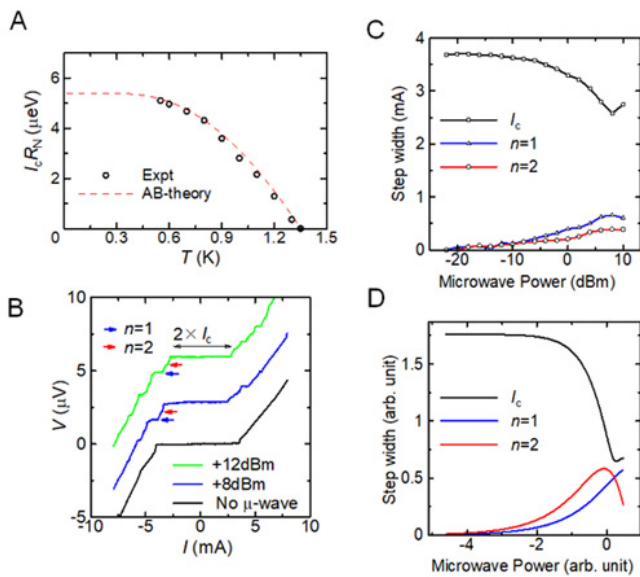 A
I_cR_N (μeV)
6
4
2
0
Expt
AB-theory
0.0 0.3 0.6 0.9 1.2 1.5
T (K)
B
V (μV)
10
5
0
-5
n=1
n=2
2× I_c
+12dBm
+8dBm
No μ-wave
-10 -5 0 5 10
I (mA)
C
Step width (mA)
4
2
0
I_c
n=1
n=2
-20 -10 0 10
Microwave Power (dBm)
D
Step width (arb. unit)
1.5
1.0
0.5
0
I_c
n=1
n=2
-4 -2 0
Microwave Power (arb. unit)